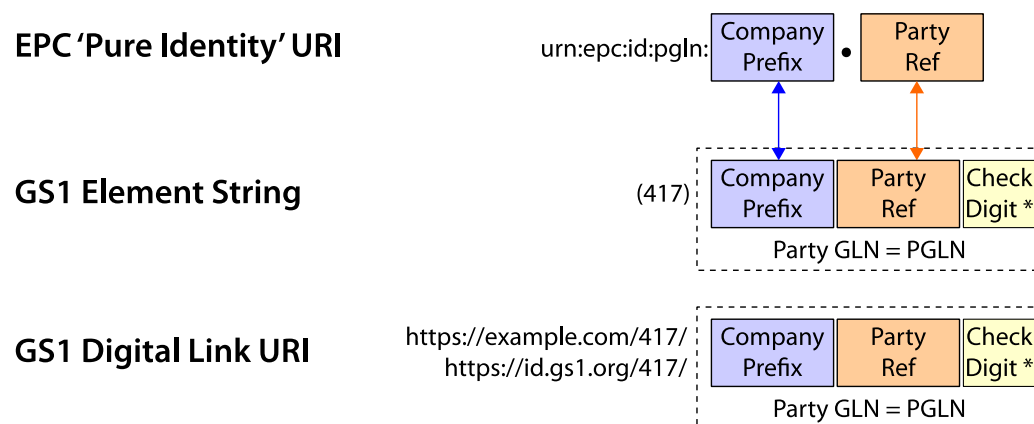 EPC ‘Pure Identity’ URI
urn:epc:id:pgln:
Company
Prefix
•
Party
Ref
GS1 Element String
(417)
Company
Prefix
Party
Ref
Check
Digit *
Party GLN = PGLN
GS1 Digital Link URI
https://example.com/417/
https://id.gs1.org/417/
Company
Prefix
Party
Ref
Check
Digit *
Party GLN = PGLN